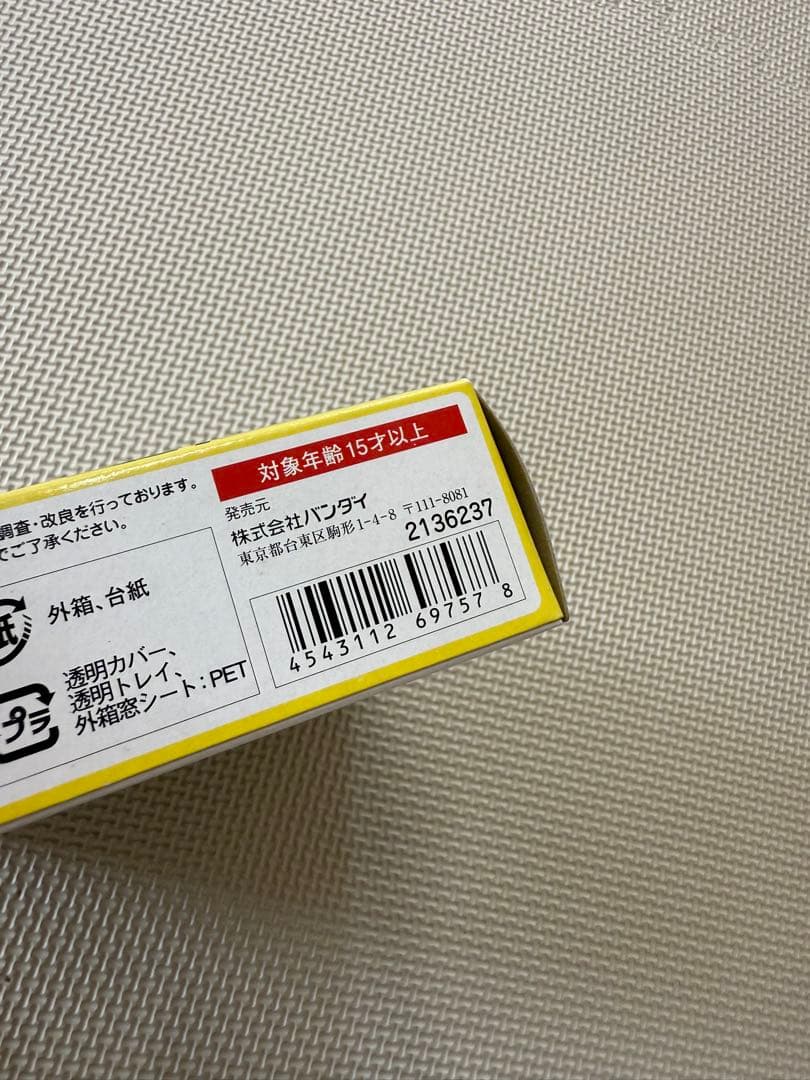 調査・改良を行っております。
でご了承ください。
対象年齢15才以上
発売元
株式会社バンダイ
東京都台東区駒形1-4-8 〒111-8081
2136237
4543112 697578
紙
外箱、台紙
プラ
透明カバー、
透明トレイ、
外箱窓シート:PET